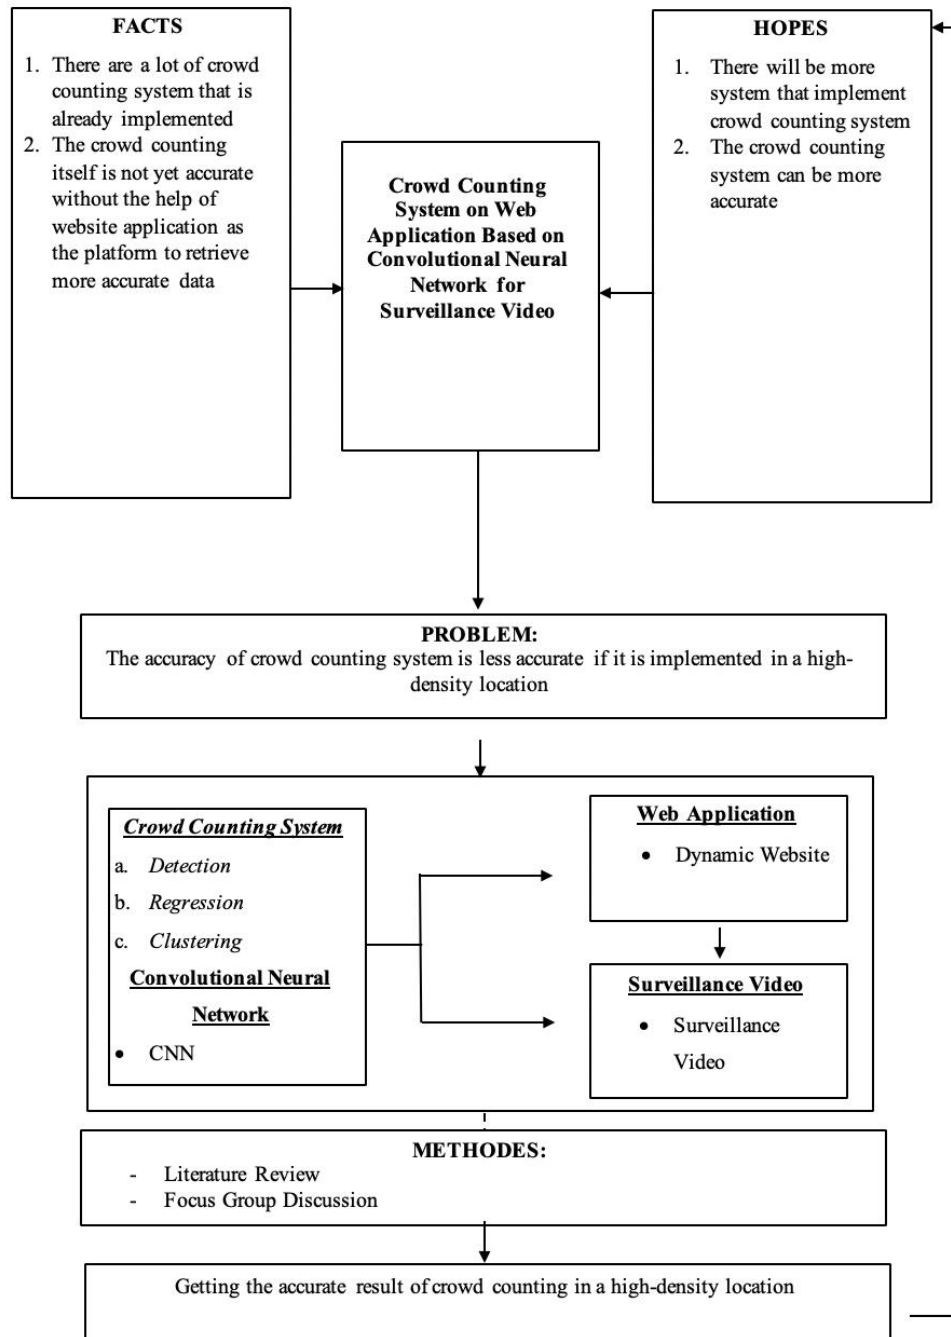 FACTS
1. There are a lot of crowd
counting system that is
already implemented
2. The crowd counting
itself is not yet accurate
without the help of
website application as
the platform to retrieve
more accurate data
Crowd Counting
System on Web
Application Based on
Convolutional Neural
Network for
Surveillance Video
HOPES
1. There will be more
system that implement
crowd counting system
2. The crowd counting
system can be more
accurate
PROBLEM:
The accuracy of crowd counting system is less accurate if it is implemented in a high-
density location
Crowd Counting System
a. Detection
b. Regression
c. Clustering
Convolutional Neural
Network
• CNN
Web Application
• Dynamic Website
Surveillance Video
• Surveillance
Video
METHODES:
- Literature Review
- Focus Group Discussion
Getting the accurate result of crowd counting in a high-density location